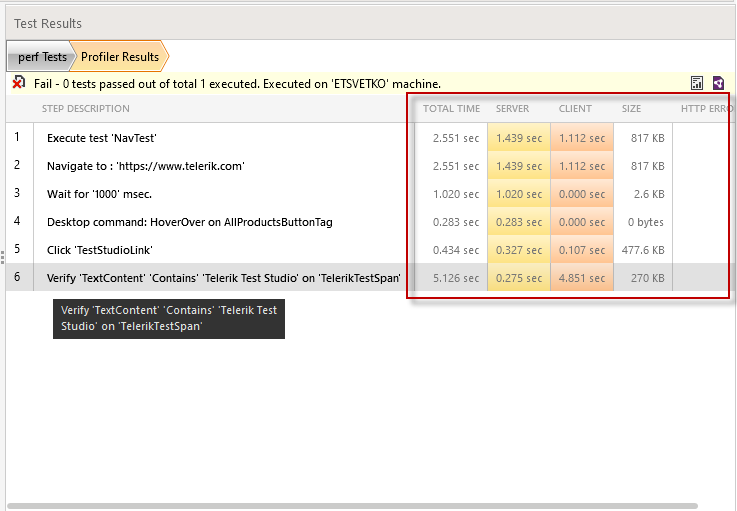 Test Results
perf Tests Profiler Results
Fail - 0 tests passed out of total 1 executed. Executed on 'ETSVETKO' machine.
STEP DESCRIPTION TOTAL TIME SERVER CLIENT SIZE HTTP ERRO
1 Execute test 'NavTest' 2.551 sec 1.439 sec 1.112 sec 817 KB
2 Navigate to : 'https://www.telerik.com' 2.551 sec 1.439 sec 1.112 sec 817 KB
3 Wait for '1000' msec. 1.020 sec 1.020 sec 0.000 sec 2.6 KB
4 Desktop command: HoverOver on AllProductsButtonTag 0.283 sec 0.283 sec 0.000 sec 0 bytes
5 Click 'TestStudioLink' 0.434 sec 0.327 sec 0.107 sec 477.6 KB
6 Verify 'TextContent' 'Contains' 'Telerik Test Studio' on 'TelerikTestSpan' 5.126 sec 0.275 sec 4.851 sec 270 KB
Verify 'TextContent' 'Contains' 'Telerik Test
Studio' on 'TelerikTestSpan'